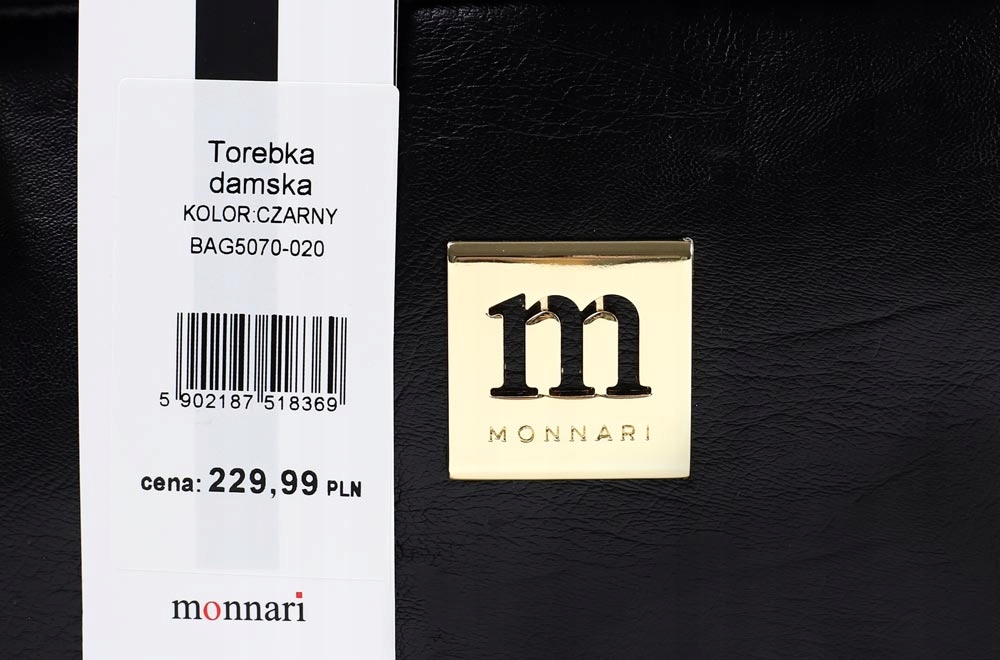 Torebka
damska
KOLOR:CZARNY
BAG5070-020
5 902187 518369
cena: 229,99 PLN
monnari
m
MONNARI